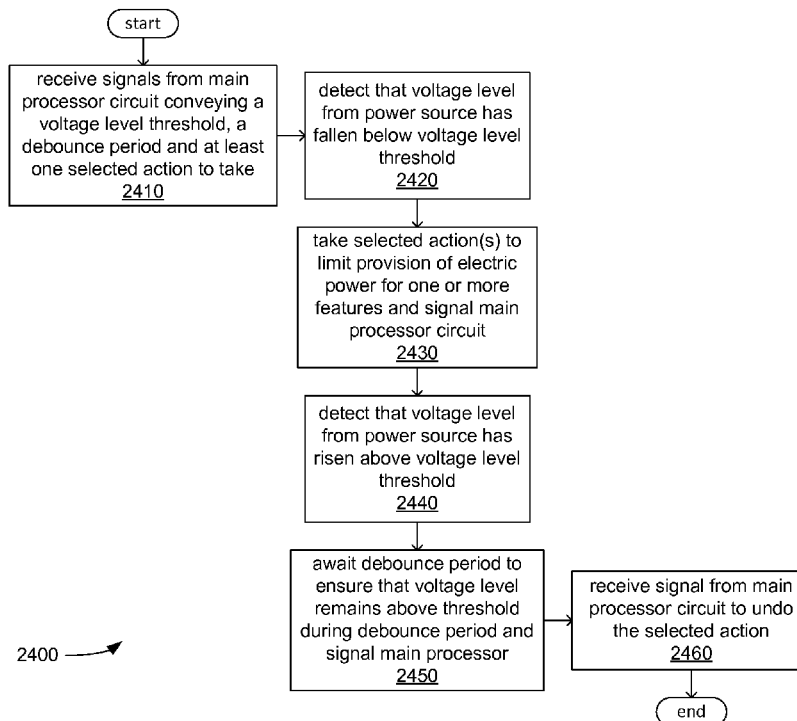 start
receive signals from main
processor circuit conveying a
voltage level threshold, a
debounce period and at least
one selected action to take
2410
detect that voltage level
from power source has
fallen below voltage level
threshold
2420
take selected action(s) to
limit provision of electric
power for one or more
features and signal main
processor circuit
2430
detect that voltage level
from power source has
risen above voltage level
threshold
2440
await debounce period to
ensure that voltage level
remains above threshold
during debounce period and
signal main processor
2450
receive signal from main
processor circuit to undo
the selected action
2460
end
2400